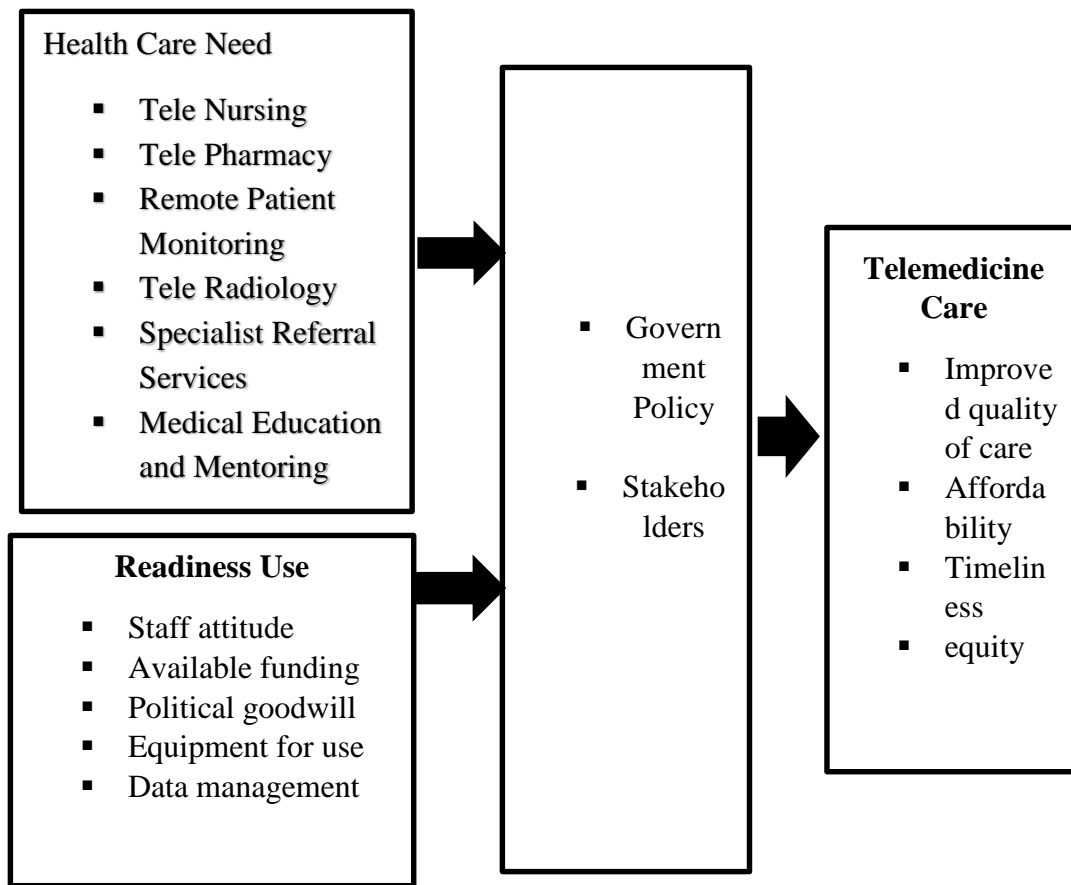 Health Care Need
▪ Tele Nursing
▪ Tele Pharmacy
▪ Remote Patient
Monitoring
▪ Tele Radiology
▪ Specialist Referral
Services
▪ Medical Education
and Mentoring
Readiness Use
▪ Staff attitude
▪ Available funding
▪ Political goodwill
▪ Equipment for use
▪ Data management
▪ Govern
ment
Policy
▪ Stakeho
lders
Telemedicine
Care
▪ Improve
d quality
of care
▪ Afforda
bility
▪ Timelin
ess
▪ equity